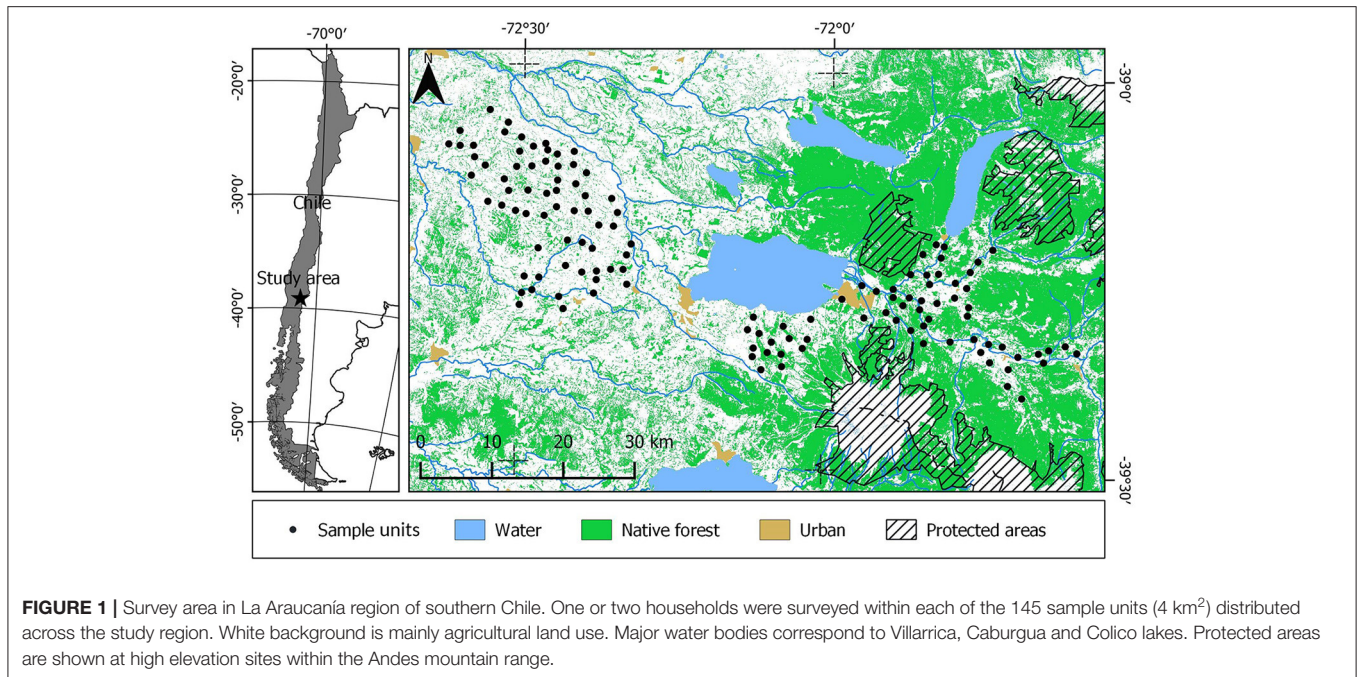 -70°0′
-72°30′
-72°0′
N
-20°0′
-39°0′
-30°0′
Chile
Study area
-40°0′
-50°0′
0
10
20
30 km
-39°30′
Sample units
Water
Native forest
Urban
Protected areas
FIGURE 1 | Survey area in La Araucanía region of southern Chile. One or two households were surveyed within each of the 145 sample units (4 km²) distributed
across the study region. White background is mainly agricultural land use. Major water bodies correspond to Villarrica, Caburgua and Colico lakes. Protected areas
are shown at high elevation sites within the Andes mountain range.